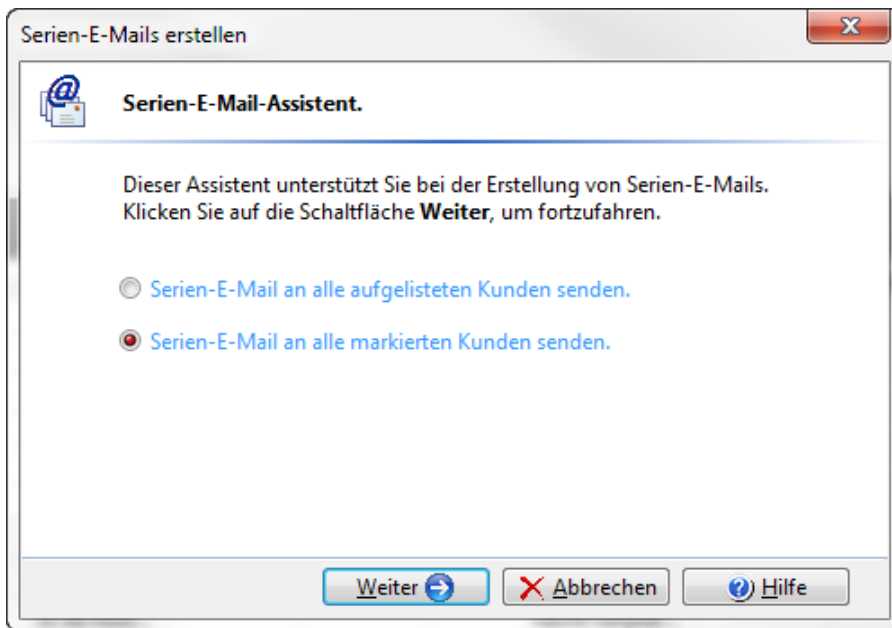 Serien-E-Mails erstellen
Serien-E-Mail-Assistent.
Dieser Assistent unterstützt Sie bei der Erstellung von Serien-E-Mails.
Klicken Sie auf die Schaltfläche Weiter, um fortzufahren.
Serien-E-Mail an alle aufgelisteten Kunden senden.
Serien-E-Mail an alle markierten Kunden senden.
Weiter
Abbrechen
Hilfe